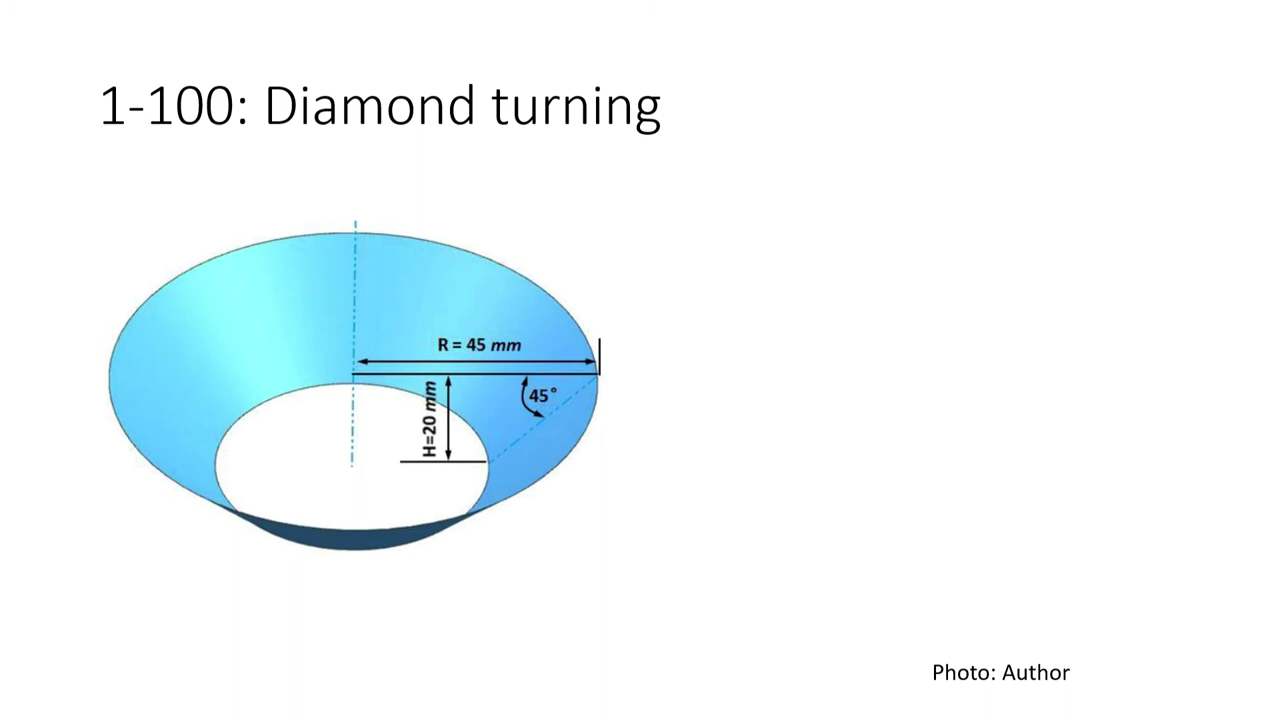 1-100: Diamond turning
R = 45 mm
45°
H=20 mm
Photo: Author